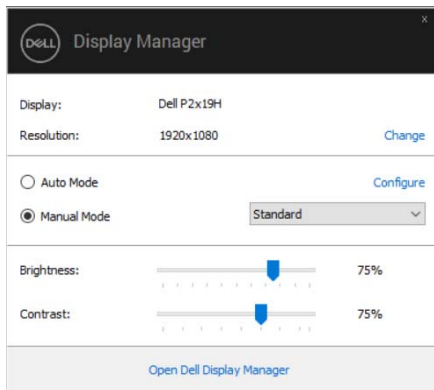 x
DELL Display Manager
Display: Dell P2x19H
Resolution: 1920x1080 Change
Auto Mode Configure
Manual Mode Standard
Brightness: 75%
Contrast: 75%
Open Dell Display Manager